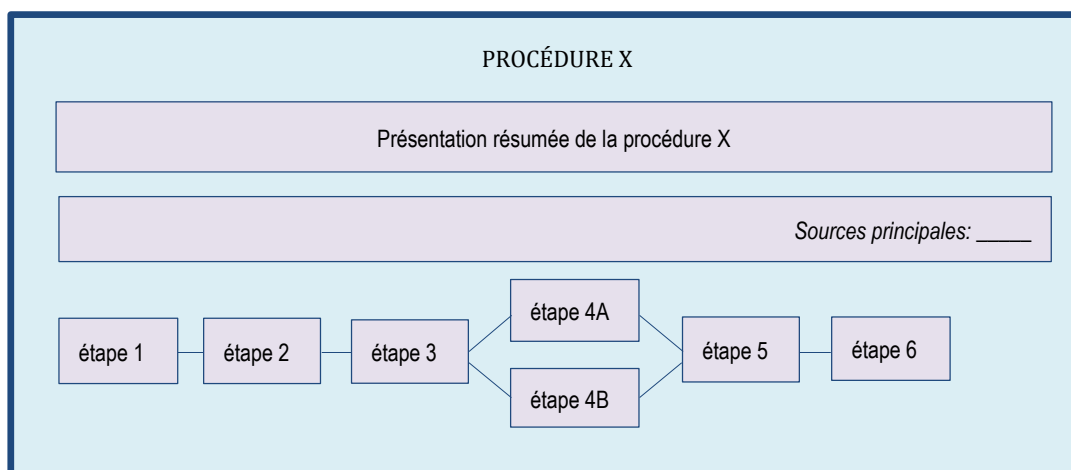 PROCÉDURE X
Présentation résumée de la procédure X
Sources principales: _____
étape 1
étape 2
étape 3
étape 4A
étape 4B
étape 5
étape 6